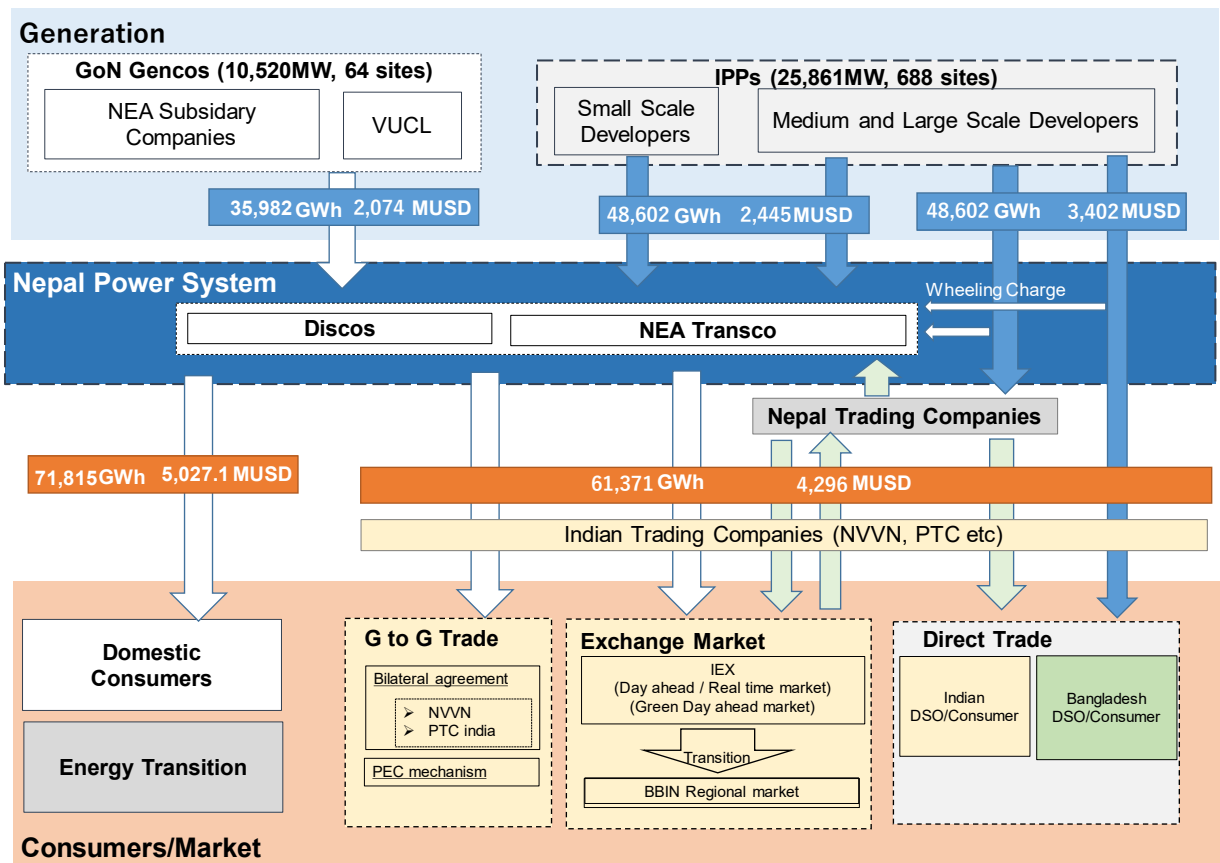 Generation
GoN Gencos (10,520MW, 64 sites)
NEA Subsidary
Companies
VUCL
IPPs (25,861MW, 688 sites)
Small Scale
Developers
Medium and Large Scale Developers
35,982 GWh 2,074 MUSD
48,602 GWh 2,445 MUSD
48,602 GWh 3,402 MUSD
Nepal Power System
Wheeling Charge
Discos
NEA Transco
Nepal Trading Companies
71,815 GWh 5,027.1 MUSD
61,371 GWh 4,296 MUSD
Indian Trading Companies (NVVN, PTC etc)
Domestic
Consumers
Energy Transition
G to G Trade
Bilateral agreement
➢ NVVN
➢ PTC india
PEC mechanism
Exchange Market
IEX
(Day ahead / Real time market)
(Green Day ahead market)
Transition
BBIN Regional market
Direct Trade
Indian
DSO/Consumer
Bangladesh
DSO/Consumer
Consumers/Market